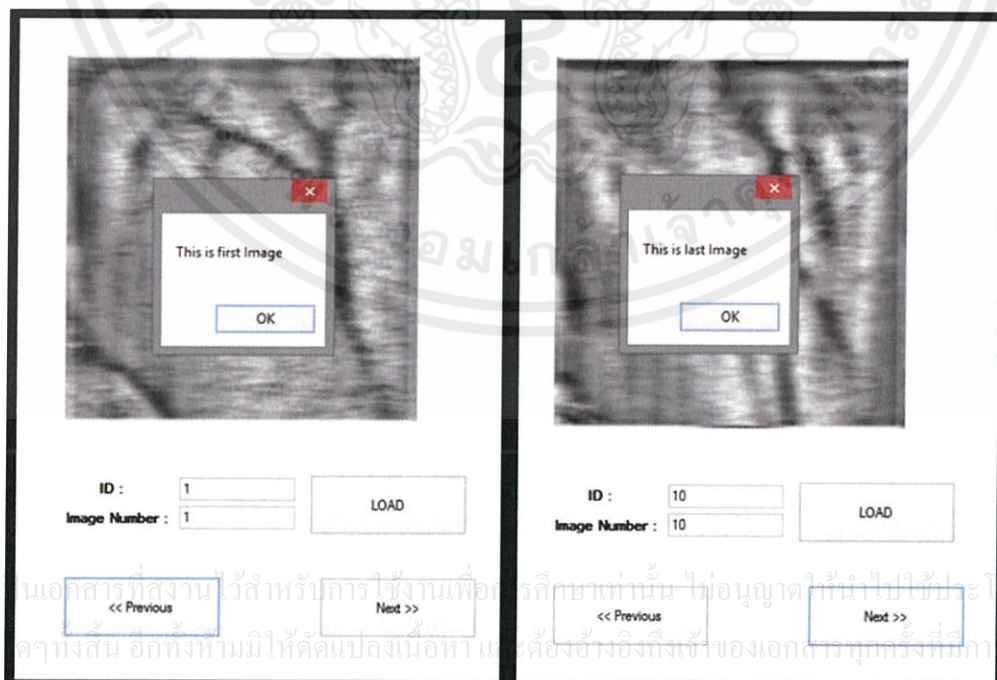 This is first Image
OK
ID :
1
Image Number :
1
LOAD
<< Previous
Next >>
This is last Image
OK
ID :
10
Image Number :
10
LOAD
<< Previous
Next >>
นเอกสารที่สงวนไว้สำหรับการใช้งานเพื่อการศึกษาเท่านั้น ไม่อนุญาตให้นำไปใช้ประโ
ดๆทั้งสิ้น อีกทั้งห้ามมิให้ดัดแปลงเนื้อหา และต้องอ้างอิงถึงเจ้าของเอกสารทุกครั้งที่มีกา